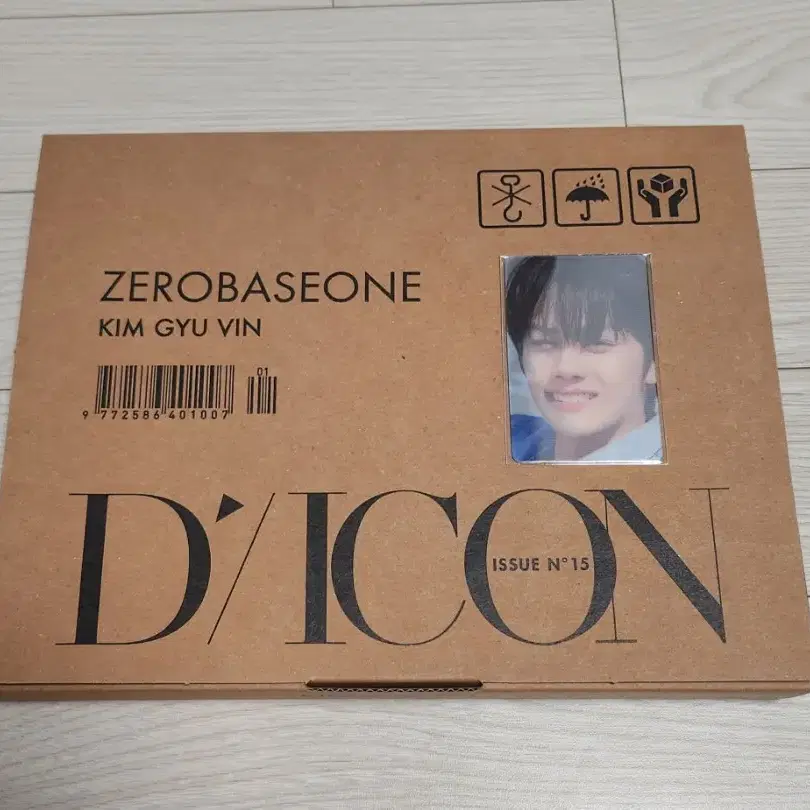 ZEROBASEONE
KIM GYU VIN
01
9 772586 401007
D'/ICON
ISSUE N°15